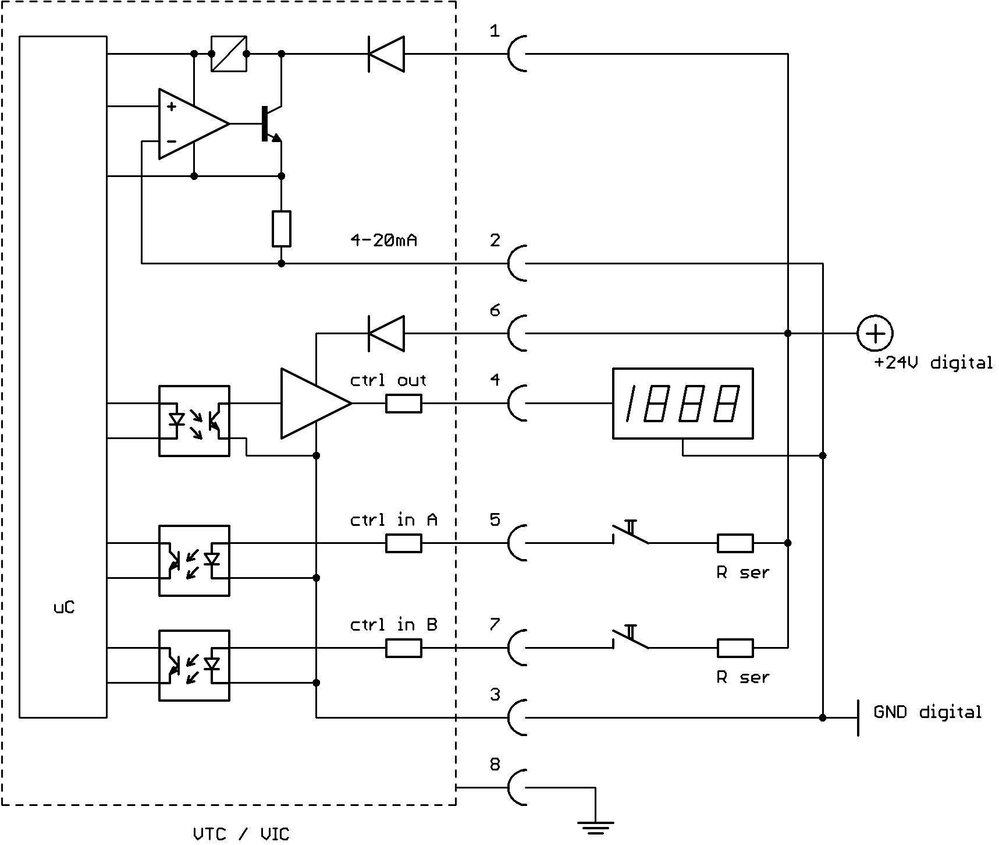 1
+
−
4-20mA
2
6
+
+24V digital
ctrl out
4
1888
ctrl in A
5
R ser
uC
ctrl in B
7
R ser
3
GND digital
8
VTC / VIC